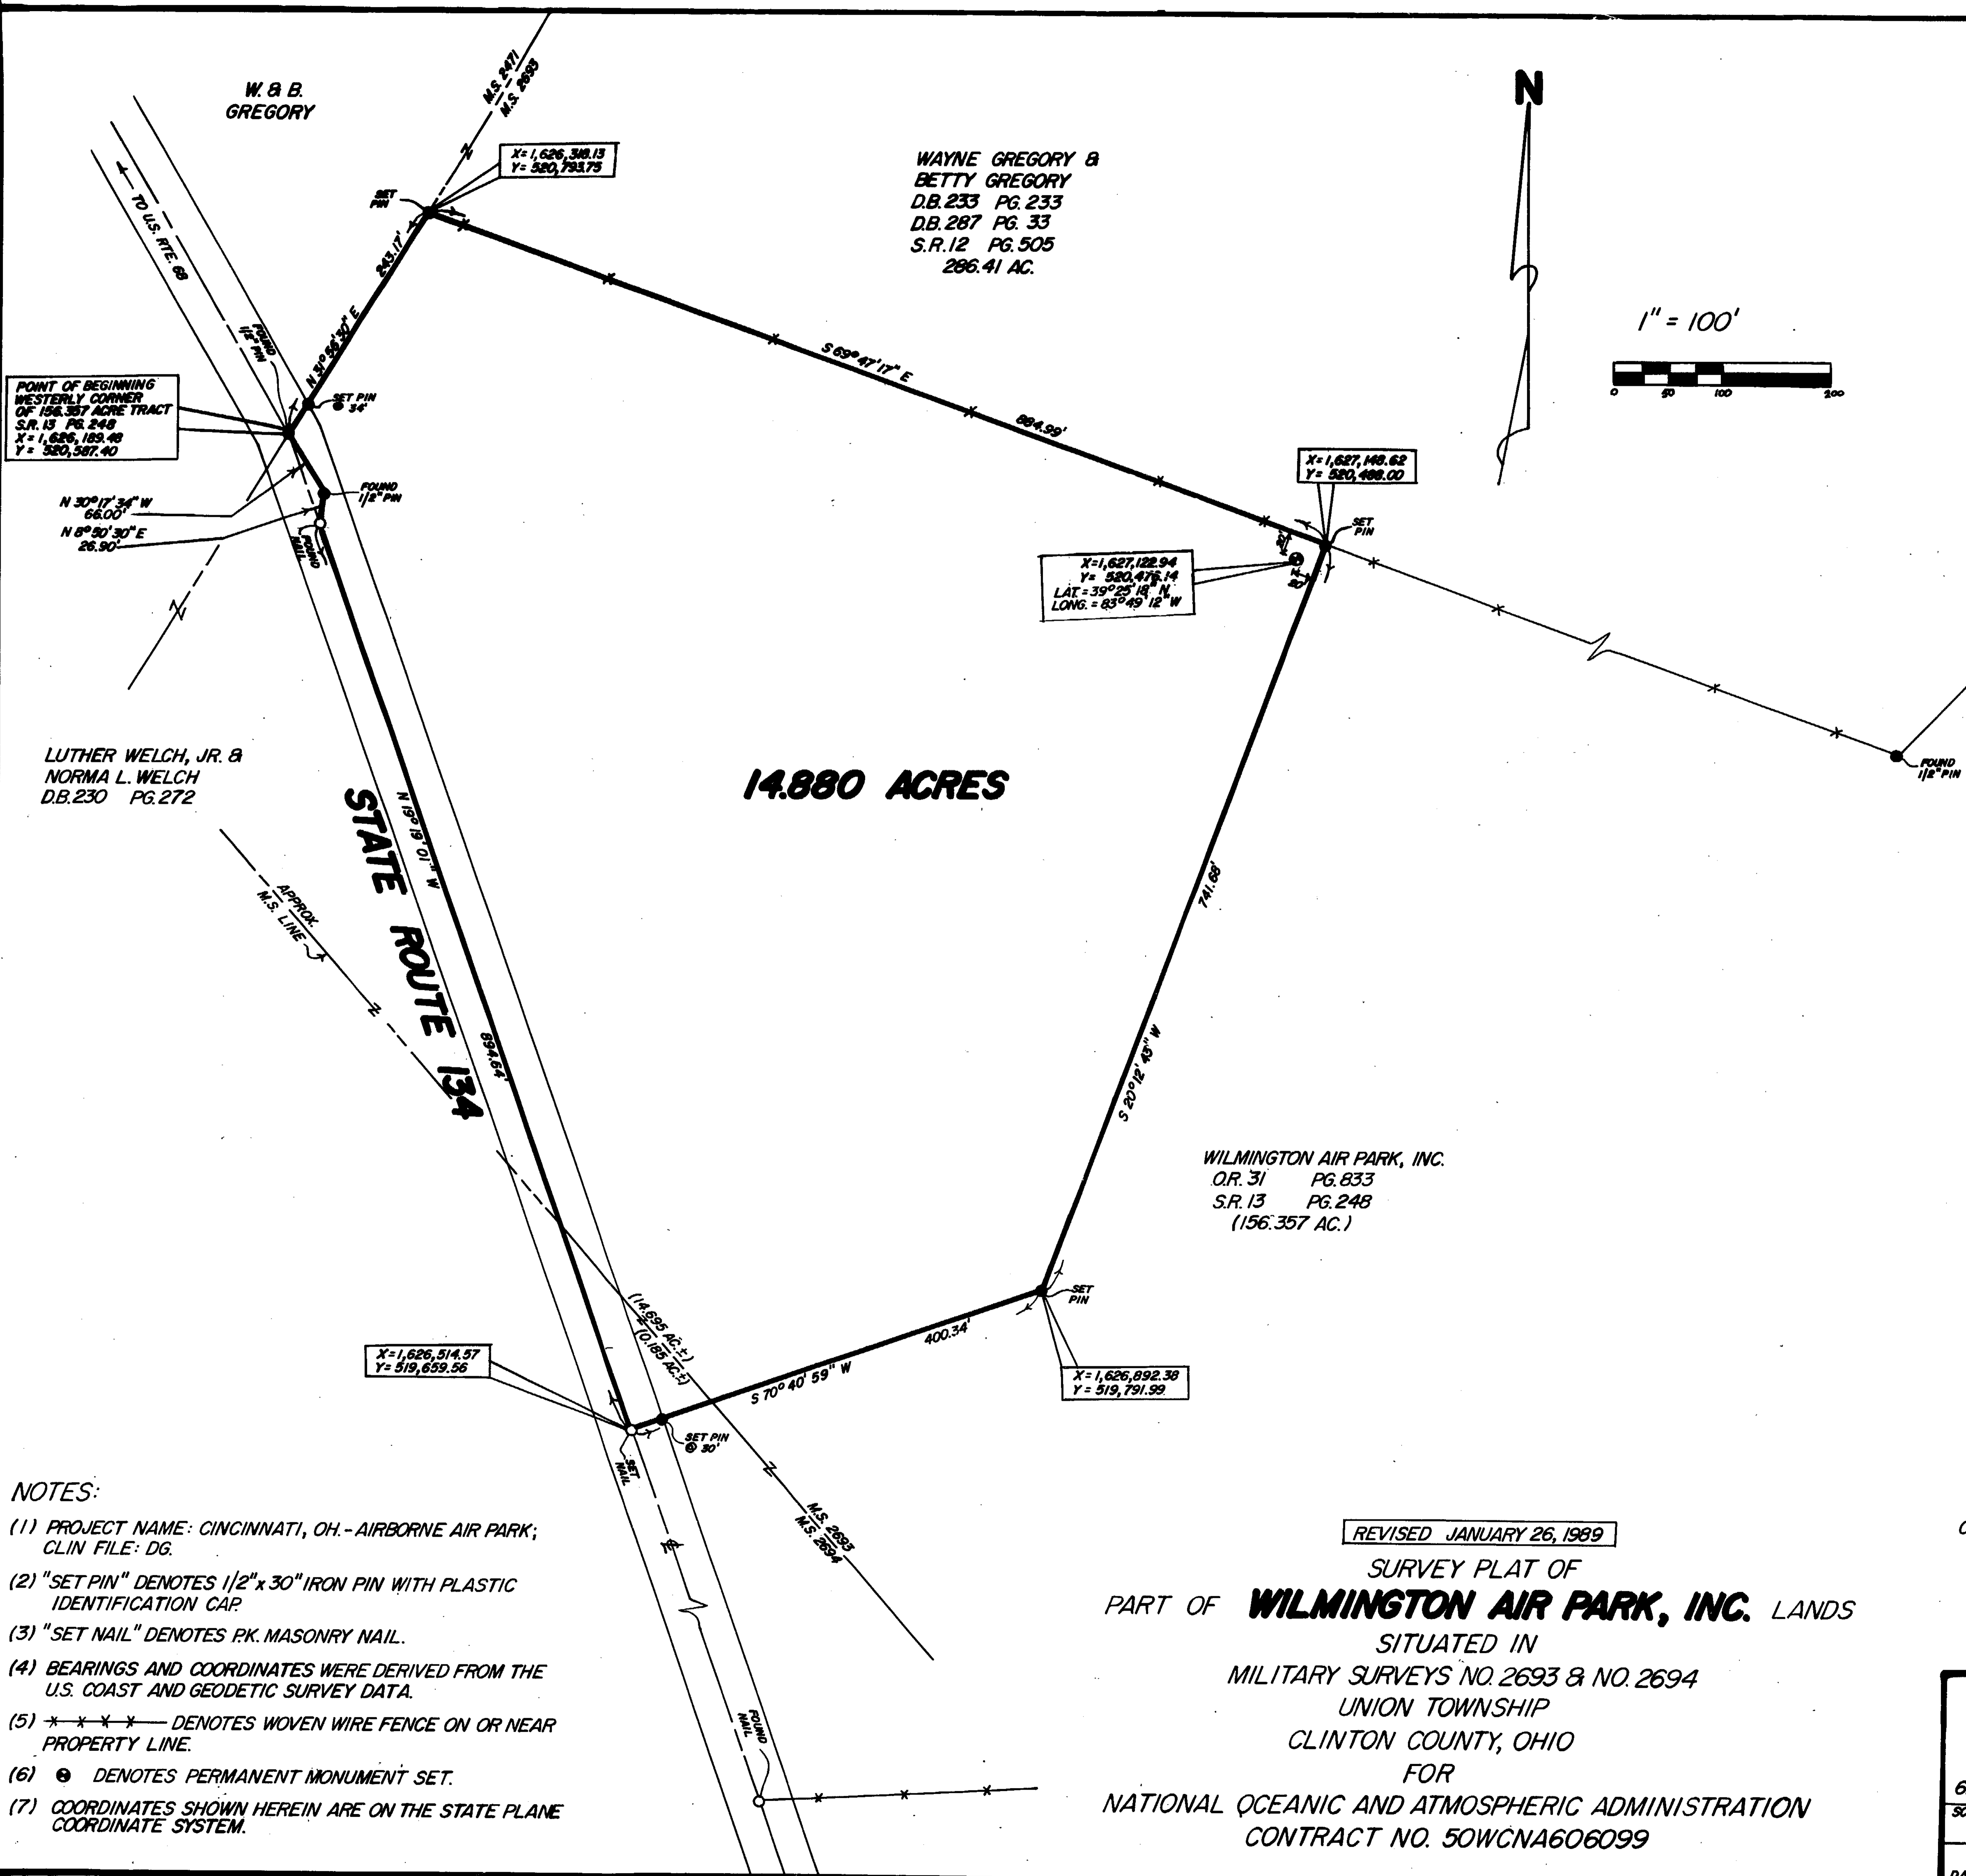 W. & B.
GREGORY
M.S. 2471
M.S. 2693
X= 1,626,318.13
Y= 520,793.75
SET
PIN
WAYNE GREGORY &
BETTY GREGORY
D.B. 233 PG. 233
D.B. 287 PG. 33
S.R. 12 PG. 505
286.41 AC.
N
1" = 100'
0 50 100 200
TO U.S. RTE. 68
243.17'
N 31° 56' 30" E
FOUND
1/2" PIN
SET PIN
@ 34'
POINT OF BEGINNING
WESTERLY CORNER
OF 156.357 ACRE TRACT
S.R. 13 PG. 248
X= 1,626,189.48
Y= 520,587.40
S 69° 47' 17" E
884.99'
X= 1,627,148.62
Y= 520,488.00
SET
PIN
N 30° 17' 34" W
66.00'
N 8° 50' 30" E
26.90'
FOUND
1/2" PIN
FOUND
NAIL
X= 1,627,122.94
Y= 520,476.14
LAT. = 39° 25' 18" N
LONG. = 83° 49' 12" W
20'
20'
FOUND
1/2" PIN
LUTHER WELCH, JR. &
NORMA L. WELCH
D.B. 230 PG. 272
14.880 ACRES
STATE ROUTE 134
N 19° 19' 01" W
894.64'
APPROX.
M.S. LINE
741.68'
S 20° 12' 43" W
WILMINGTON AIR PARK, INC.
O.R. 31 PG. 833
S.R. 13 PG. 248
(156.357 AC.)
SET
PIN
(14.695 AC.±)
(0.185 AC.±)
400.34'
S 70° 40' 59" W
X= 1,626,514.57
Y= 519,659.56
X= 1,626,892.38
Y= 519,791.99
SET PIN
@ 30'
SET
NAIL
M.S. 2693
M.S. 2694
FOUND
NAIL
NOTES:
(1) PROJECT NAME: CINCINNATI, OH. - AIRBORNE AIR PARK;
CLIN FILE: DG.
(2) "SET PIN" DENOTES 1/2" x 30" IRON PIN WITH PLASTIC
IDENTIFICATION CAP.
(3) "SET NAIL" DENOTES P.K. MASONRY NAIL.
(4) BEARINGS AND COORDINATES WERE DERIVED FROM THE
U.S. COAST AND GEODETIC SURVEY DATA.
(5) x x x x DENOTES WOVEN WIRE FENCE ON OR NEAR
PROPERTY LINE.
(6) DENOTES PERMANENT MONUMENT SET.
(7) COORDINATES SHOWN HEREIN ARE ON THE STATE PLANE
COORDINATE SYSTEM.
REVISED JANUARY 26, 1989
SURVEY PLAT OF
PART OF WILMINGTON AIR PARK, INC. LANDS
SITUATED IN
MILITARY SURVEYS NO. 2693 & NO. 2694
UNION TOWNSHIP
CLINTON COUNTY, OHIO
FOR
NATIONAL OCEANIC AND ATMOSPHERIC ADMINISTRATION
CONTRACT NO. 50WCNA606099